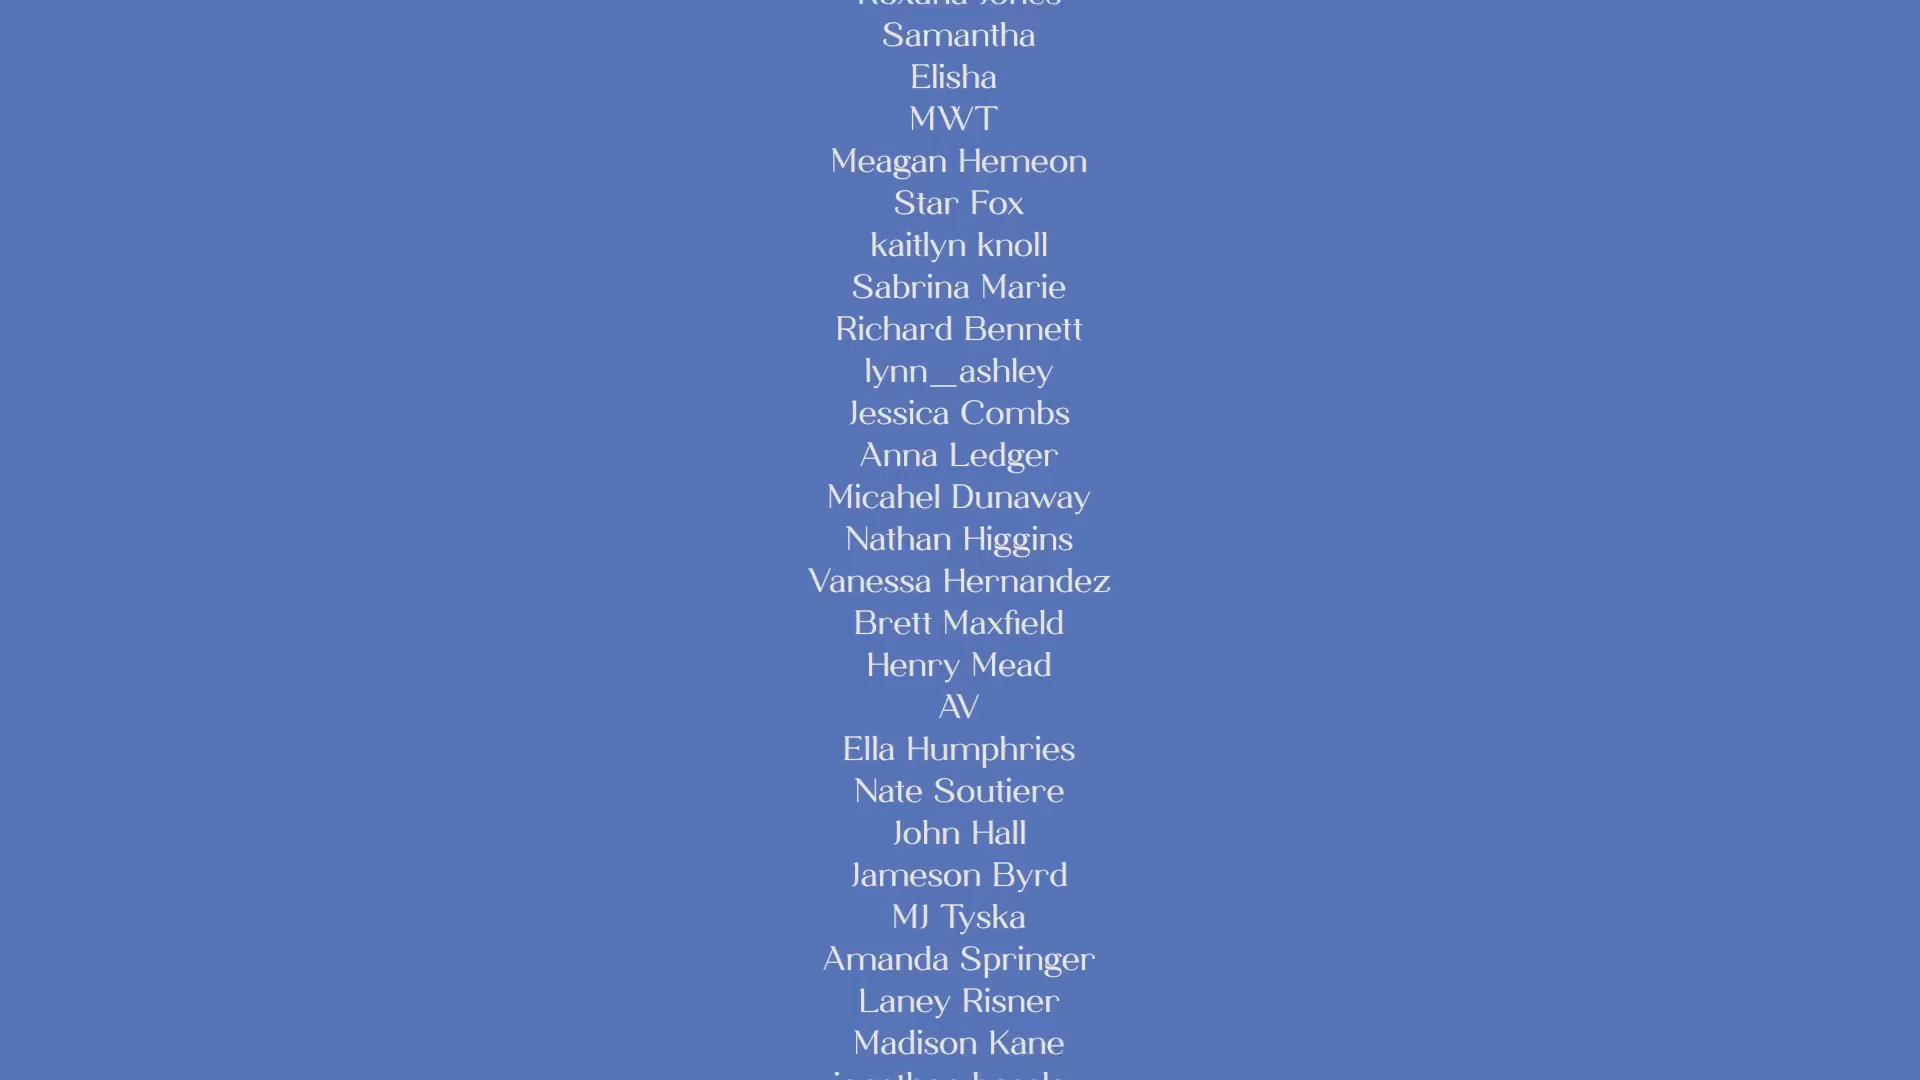 Roxana Jones
Samantha
Elisha
MWT
Meagan Hemeon
Star Fox
kaitlyn knoll
Sabrina Marie
Richard Bennett
lynn_ashley
Jessica Combs
Anna Ledger
Micahel Dunaway
Nathan Higgins
Vanessa Hernandez
Brett Maxfield
Henry Mead
AV
Ella Humphries
Nate Soutiere
John Hall
Jameson Byrd
MJ Tyska
Amanda Springer
Laney Risner
Madison Kane